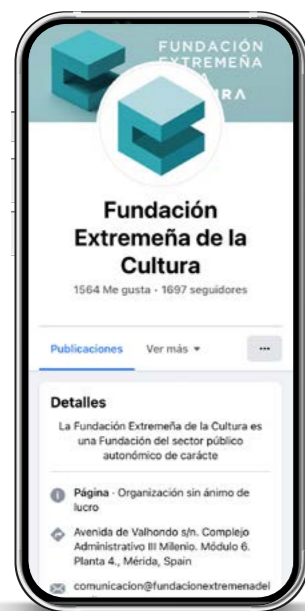 FUNDACIÓN
EXTREMEÑA
Fundación
Extremeña de la
Cultura
1564 Me gusta · 1697 seguidores
Publicaciones Ver más ▾ ...
Detalles
La Fundación Extremeña de la Cultura es
una Fundación del sector público
autonómico de carácte
Página · Organización sin ánimo de
lucro
Avenida de Valhondo s/n. Complejo
Administrativo III Milenio. Módulo 6.
Planta 4., Mérida, Spain
comunicacion@fundacionextremenadel